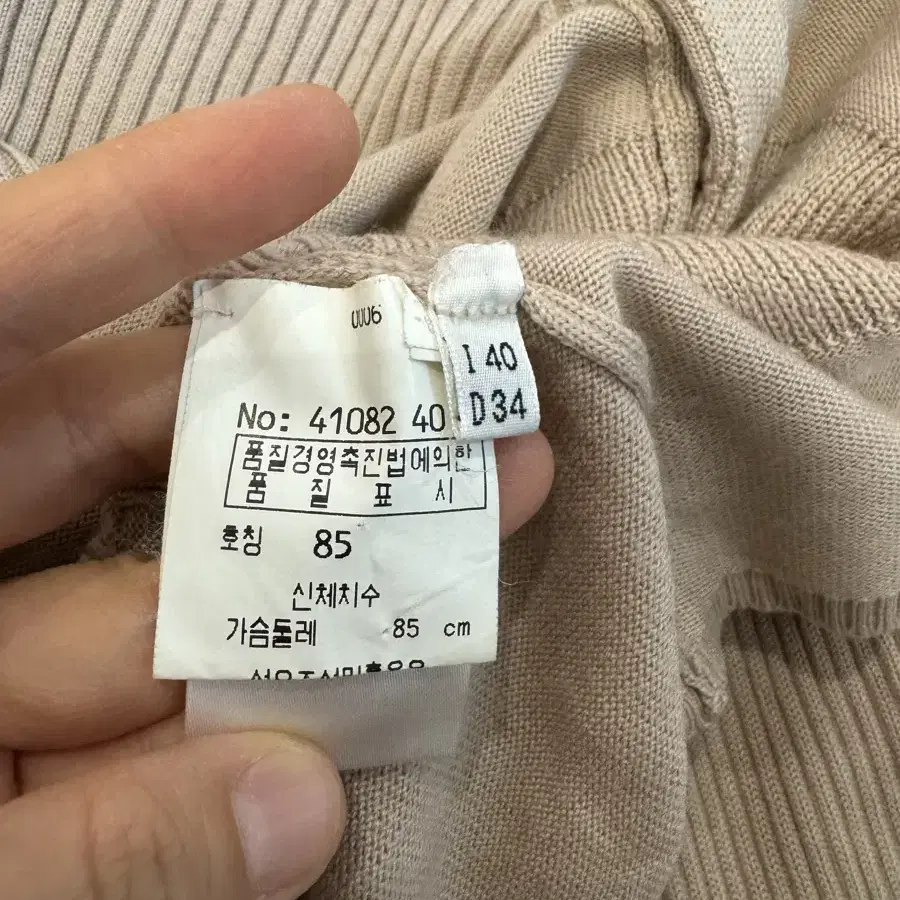 0006
I 40
D 34
No: 41082 40
품질경영촉진법에의한
품 질 표 시
호칭 85
신체치수
가슴둘레 85 cm